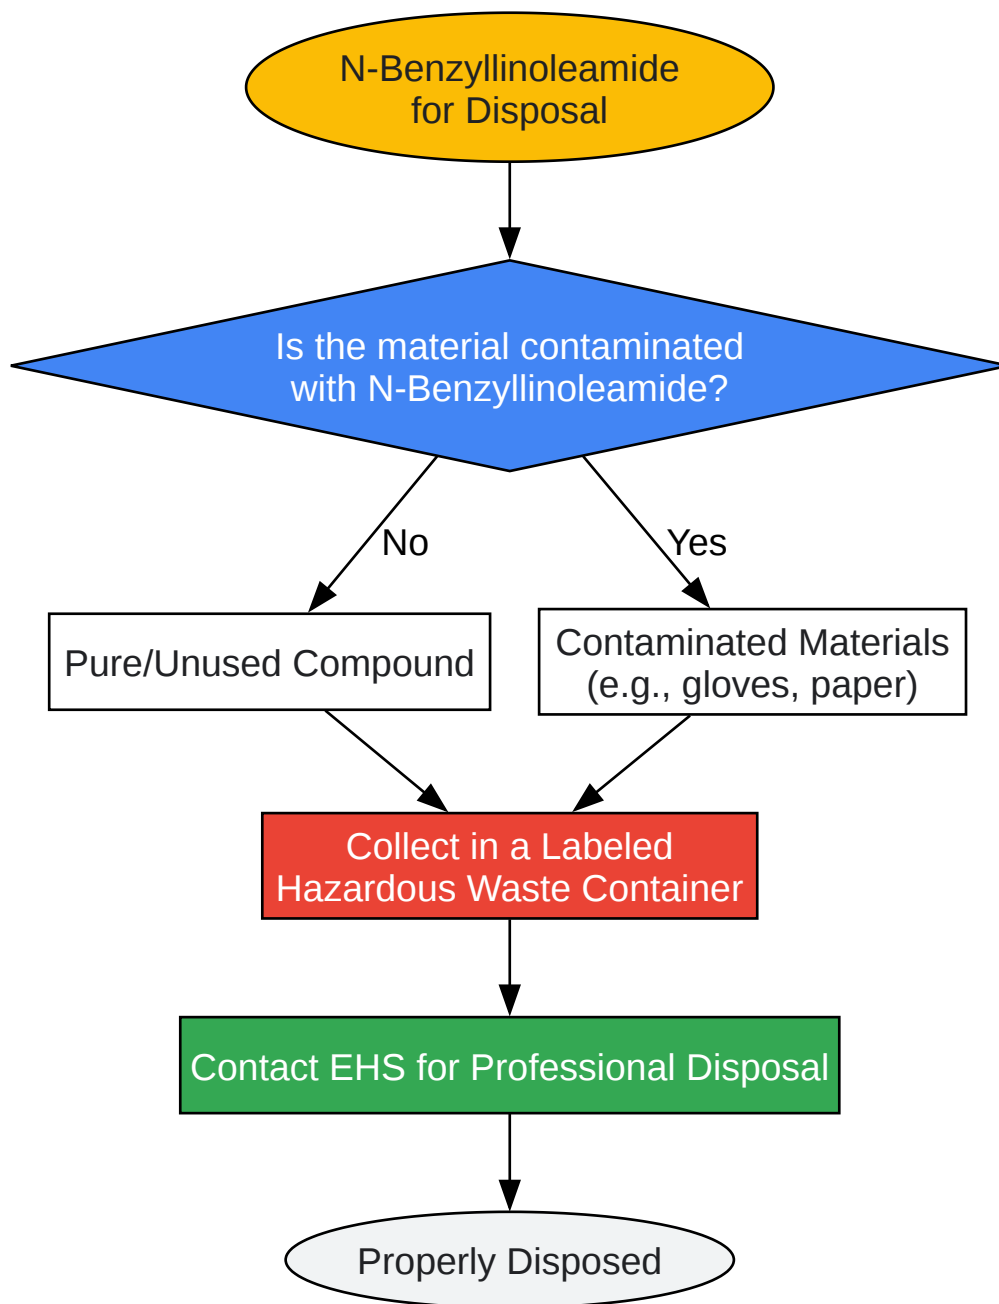 N-Benzyllinoleamide
for Disposal
Is the material contaminated
with N-Benzyllinoleamide?
No
Yes
Pure/Unused Compound
Contaminated Materials
(e.g., gloves, paper)
Collect in a Labeled
Hazardous Waste Container
Contact EHS for Professional Disposal
Properly Disposed